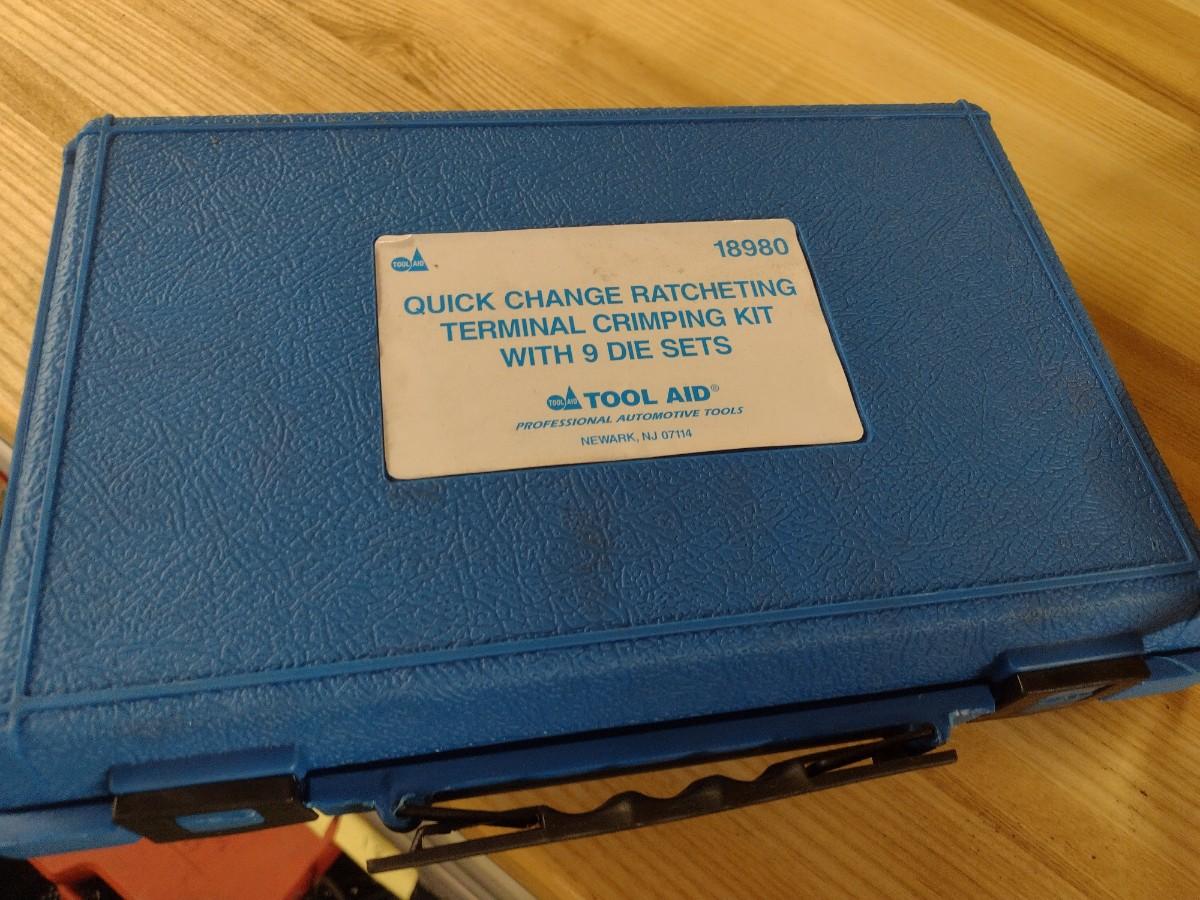 TOOL AID
18980
QUICK CHANGE RATCHETING
TERMINAL CRIMPING KIT
WITH 9 DIE SETS
TOOL AID TOOL AID®
PROFESSIONAL AUTOMOTIVE TOOLS
NEWARK, NJ 07114